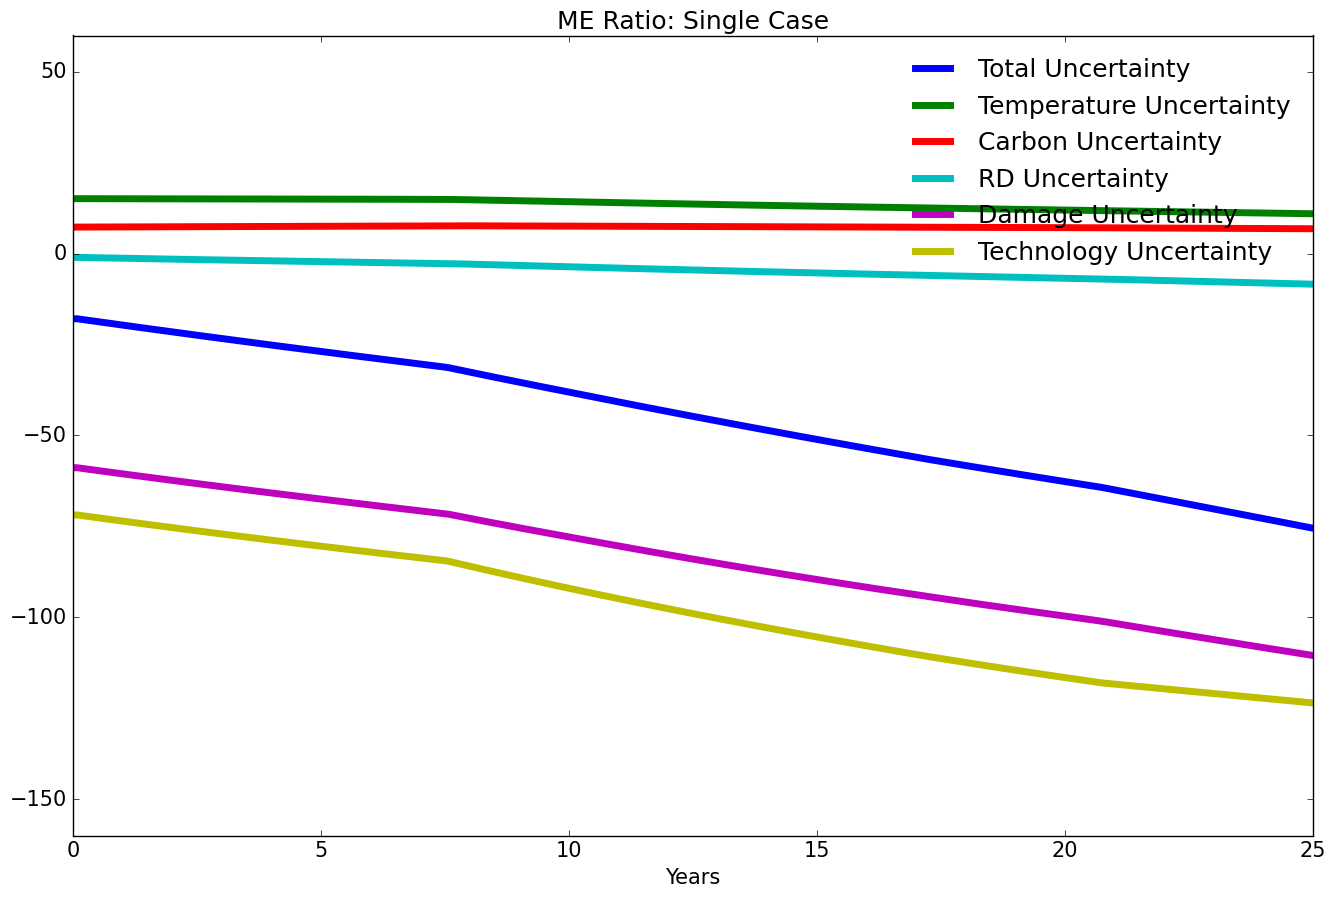 ME Ratio: Single Case
50
0
−50
−100
−150
Total Uncertainty
Temperature Uncertainty
Carbon Uncertainty
RD Uncertainty
Damage Uncertainty
Technology Uncertainty
0 5 10 15 20 25
Years